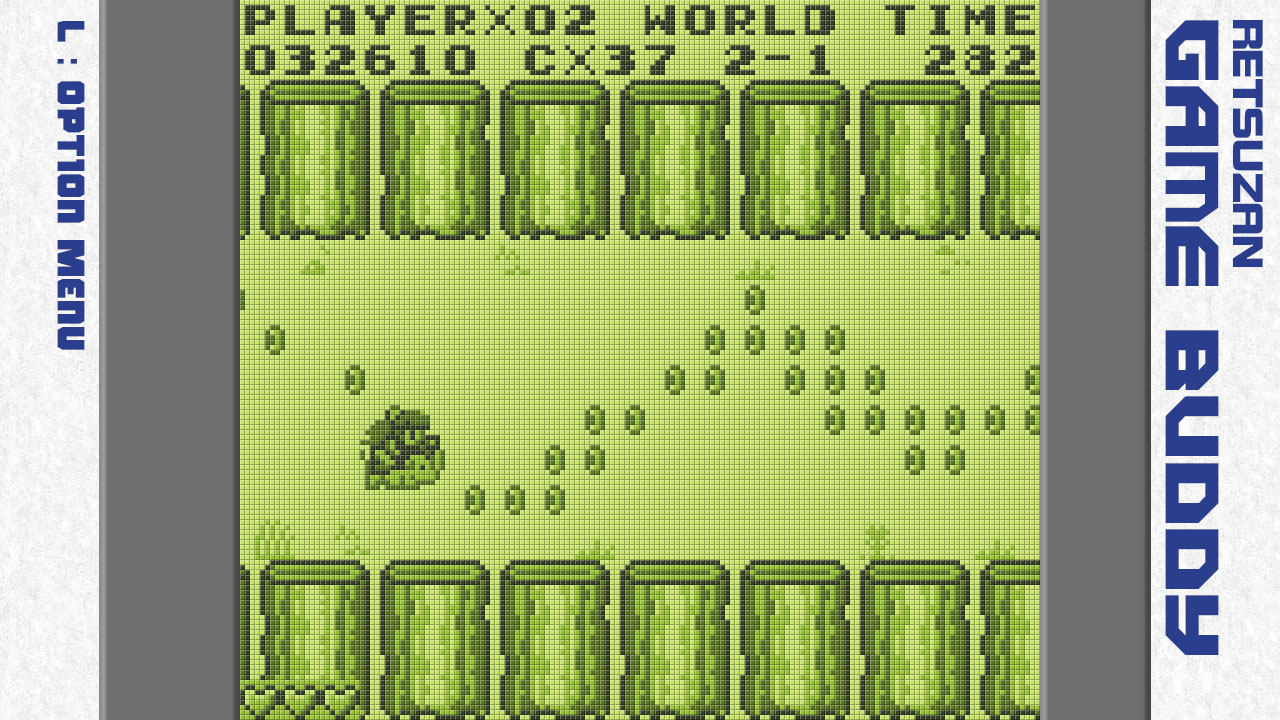 PLAYER×02 WORLD TIME
032610 C×37 2-1 282
L : OPTION MENU
RETSUZAN
GAME BUDDY